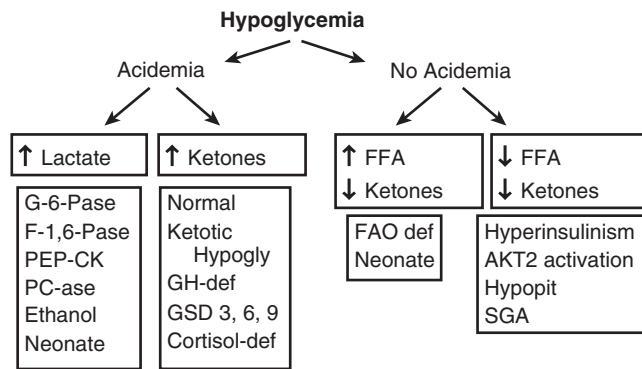 Hypoglycemia
Acidemia
No Acidemia
↑ Lactate
↑ Ketones
↑ FFA
↓ Ketones
↓ FFA
↓ Ketones
G-6-Pase
F-1,6-Pase
PEP-CK
PC-ase
Ethanol
Neonate
Normal
Ketotic
Hypogly
GH-def
GSD 3, 6, 9
Cortisol-def
FAO def
Neonate
Hyperinsulinism
AKT2 activation
Hypopit
SGA